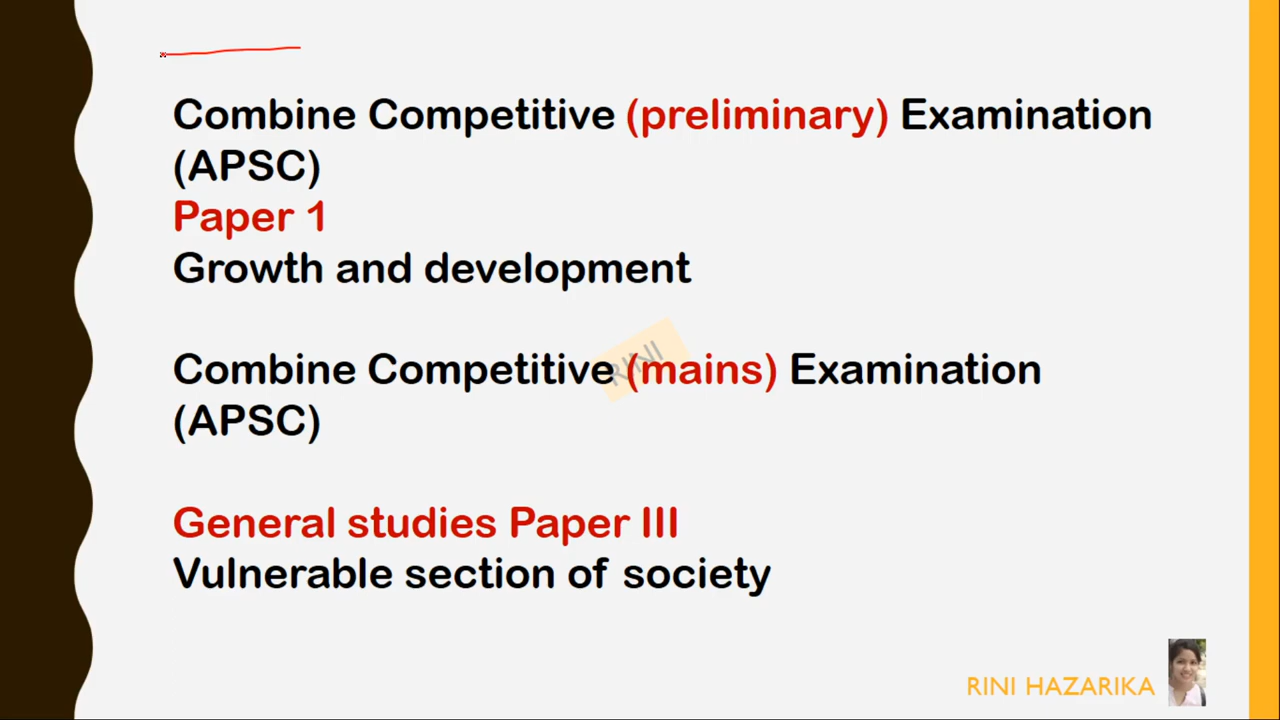 Combine Competitive (preliminary) Examination
(APSC)
Paper 1
Growth and development
RINI
Combine Competitive (mains) Examination
(APSC)
General studies Paper III
Vulnerable section of society
RINI HAZARIKA